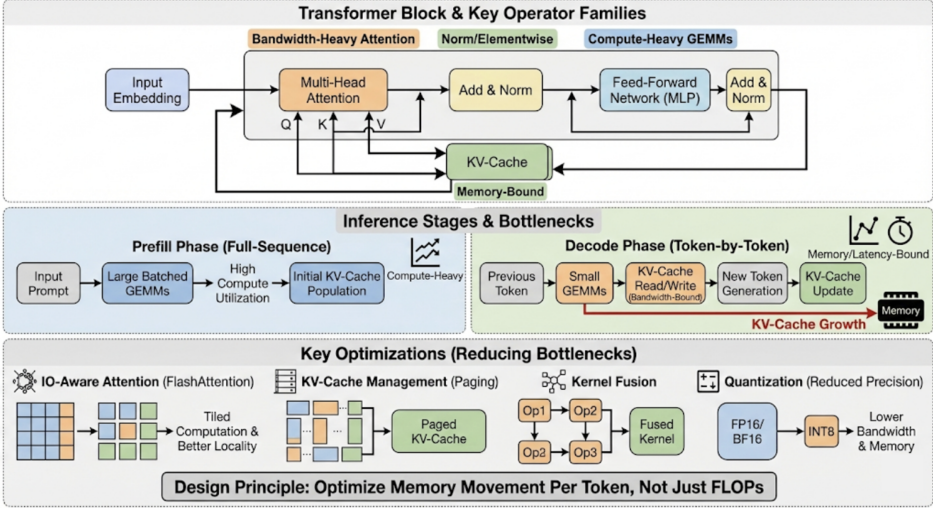 Transformer Block & Key Operator Families
Bandwidth-Heavy Attention
Norm/Elementwise
Compute-Heavy GEMMs
Input
Embedding
Multi-Head
Attention
Add & Norm
Feed-Forward
Network (MLP)
Add &
Norm
Q
K
V
KV-Cache
Memory-Bound
Inference Stages & Bottlenecks
Prefill Phase (Full-Sequence)
Compute-Heavy
Input
Prompt
Large Batched
GEMMs
High
Compute
Utilization
Initial KV-Cache
Population
Decode Phase (Token-by-Token)
Memory/Latency-Bound
Previous
Token
Small
GEMMs
KV-Cache
Read/Write
(Bandwidth-Bound)
New Token
Generation
KV-Cache
Update
KV-Cache Growth
Memory
Key Optimizations (Reducing Bottlenecks)
IO-Aware Attention (FlashAttention)
Tiled
Computation &
Better Locality
KV-Cache Management (Paging)
Paged
KV-Cache
Kernel Fusion
Op1
Op2
Op2
Op3
Fused
Kernel
Quantization (Reduced Precision)
FP16/
BF16
INT8
Lower
Bandwidth
& Memory
Design Principle: Optimize Memory Movement Per Token, Not Just FLOPs